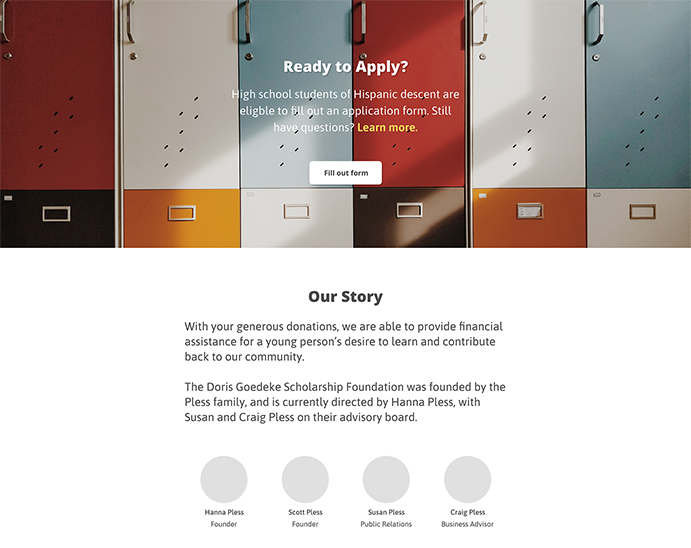 Ready to Apply?
High school students of Hispanic descent are
eligble to fill out an application form. Still
have questions? Learn more.
Fill out form
Our Story
With your generous donations, we are able to provide financial
assistance for a young person’s desire to learn and contribute
back to our community.
The Doris Goedeke Scholarship Foundation was founded by the
Pless family, and is currently directed by Hanna Pless, with
Susan and Craig Pless on their advisory board.
Hanna Pless
Founder
Scott Pless
Founder
Susan Pless
Public Relations
Craig Pless
Business Advisor